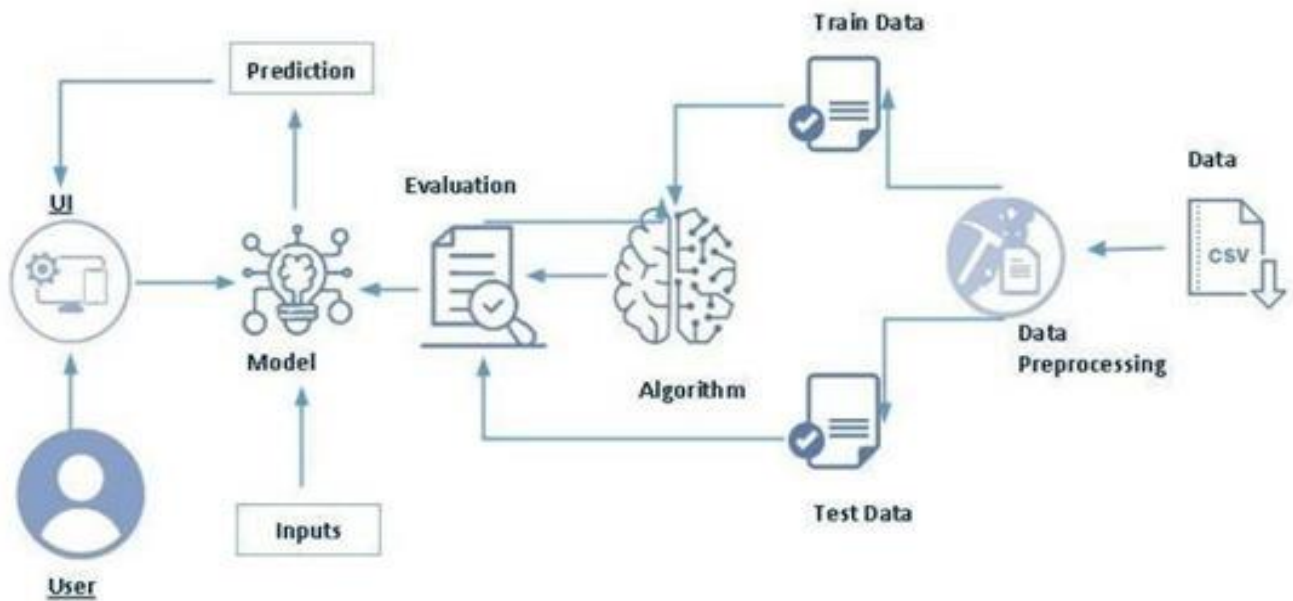 Train Data
Prediction
Data
Evaluation
UI
CSV
Data
Preprocessing
Model
Algorithm
Inputs
Test Data
User